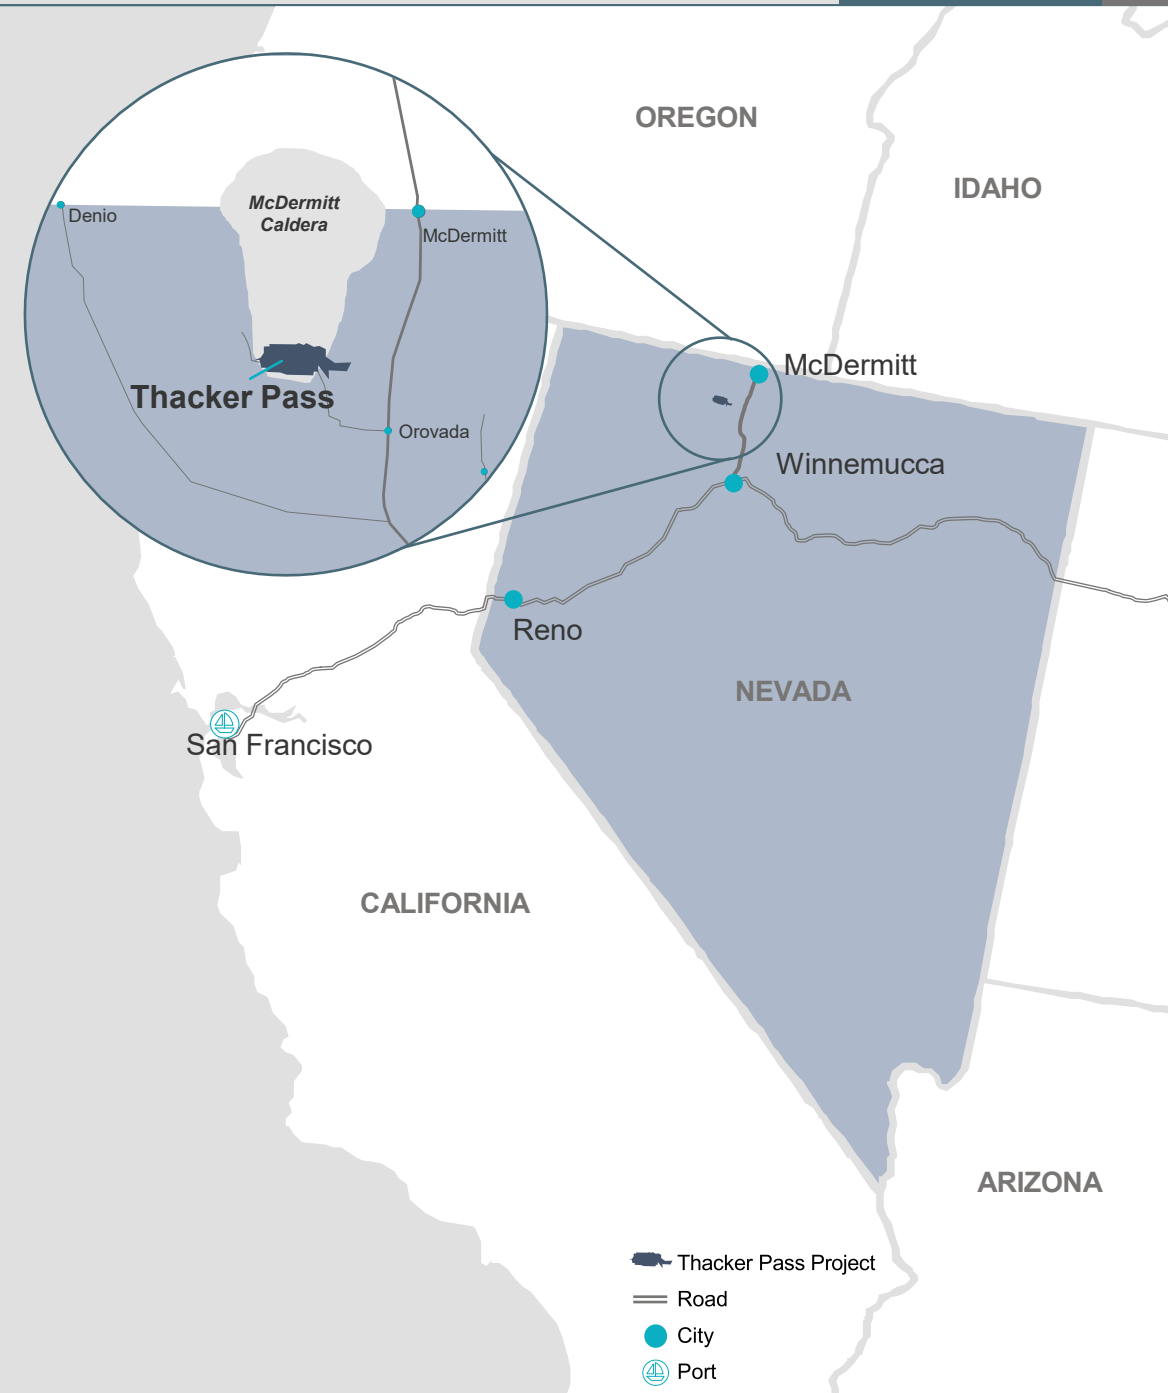 OREGON
IDAHO
McDermitt
Caldera
Denio
McDermitt
Thacker Pass
Orovada
McDermitt
Winnemucca
Reno
NEVADA
San Francisco
CALIFORNIA
ARIZONA
Thacker Pass Project
Road
City
Port